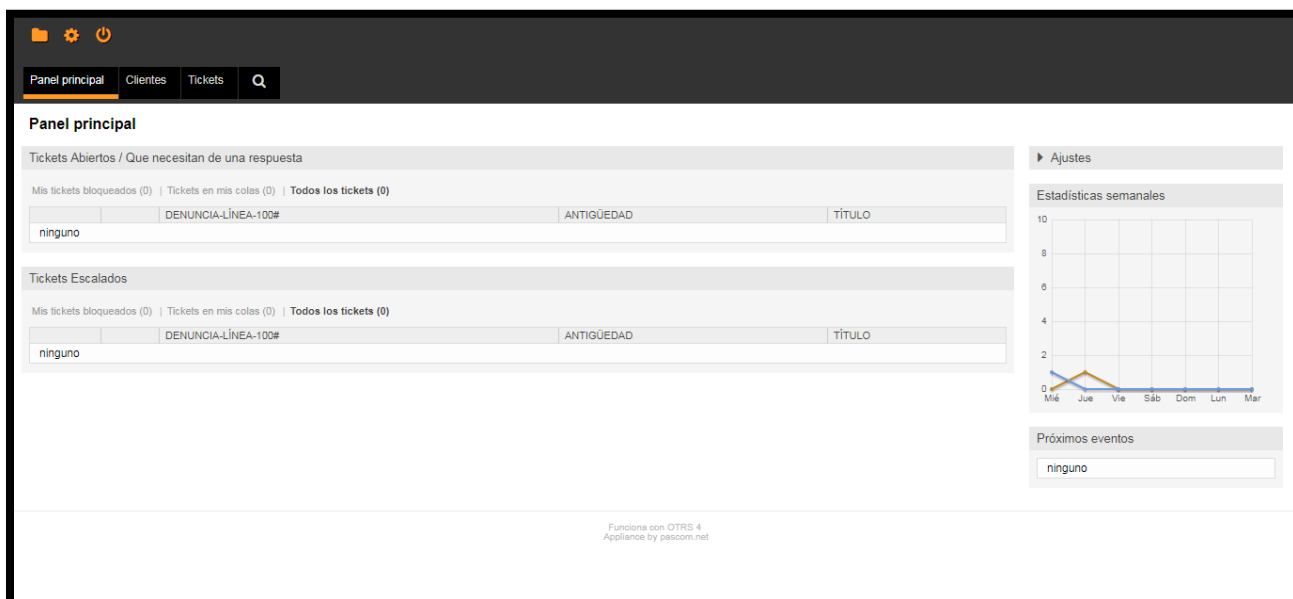 Panel principal Clientes Tickets
Panel principal
Tickets Abiertos / Que necesitan de una respuesta
Mis tickets bloqueados (0) | Tickets en mis colas (0) | Todos los tickets (0)
DENUNCIA-LÍNEA-100# ANTIGÜEDAD TÍTULO
ninguno
Tickets Escalados
Mis tickets bloqueados (0) | Tickets en mis colas (0) | Todos los tickets (0)
DENUNCIA-LÍNEA-100# ANTIGÜEDAD TÍTULO
ninguno
Ajustes
Estadísticas semanales
10
8
6
4
2
0
Mié Jue Vie Sáb Dom Lun Mar
Próximos eventos
ninguno
Funciona con OTRS 4
Appliance by pascom.net